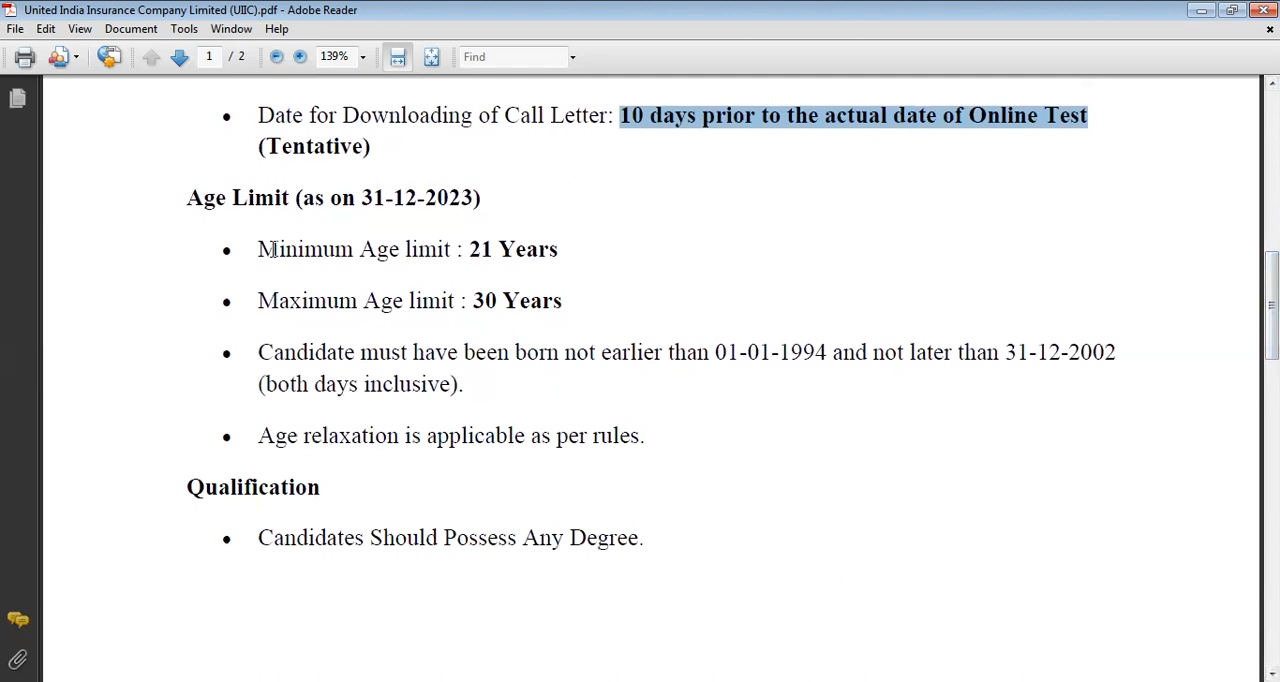 United India Insurance Company Limited (UIIC).pdf - Adobe Reader
File Edit View Document Tools Window Help
1 / 2 139% Find
• Date for Downloading of Call Letter: 10 days prior to the actual date of Online Test
(Tentative)
Age Limit (as on 31-12-2023)
• Minimum Age limit : 21 Years
• Maximum Age limit : 30 Years
• Candidate must have been born not earlier than 01-01-1994 and not later than 31-12-2002
(both days inclusive).
• Age relaxation is applicable as per rules.
Qualification
• Candidates Should Possess Any Degree.